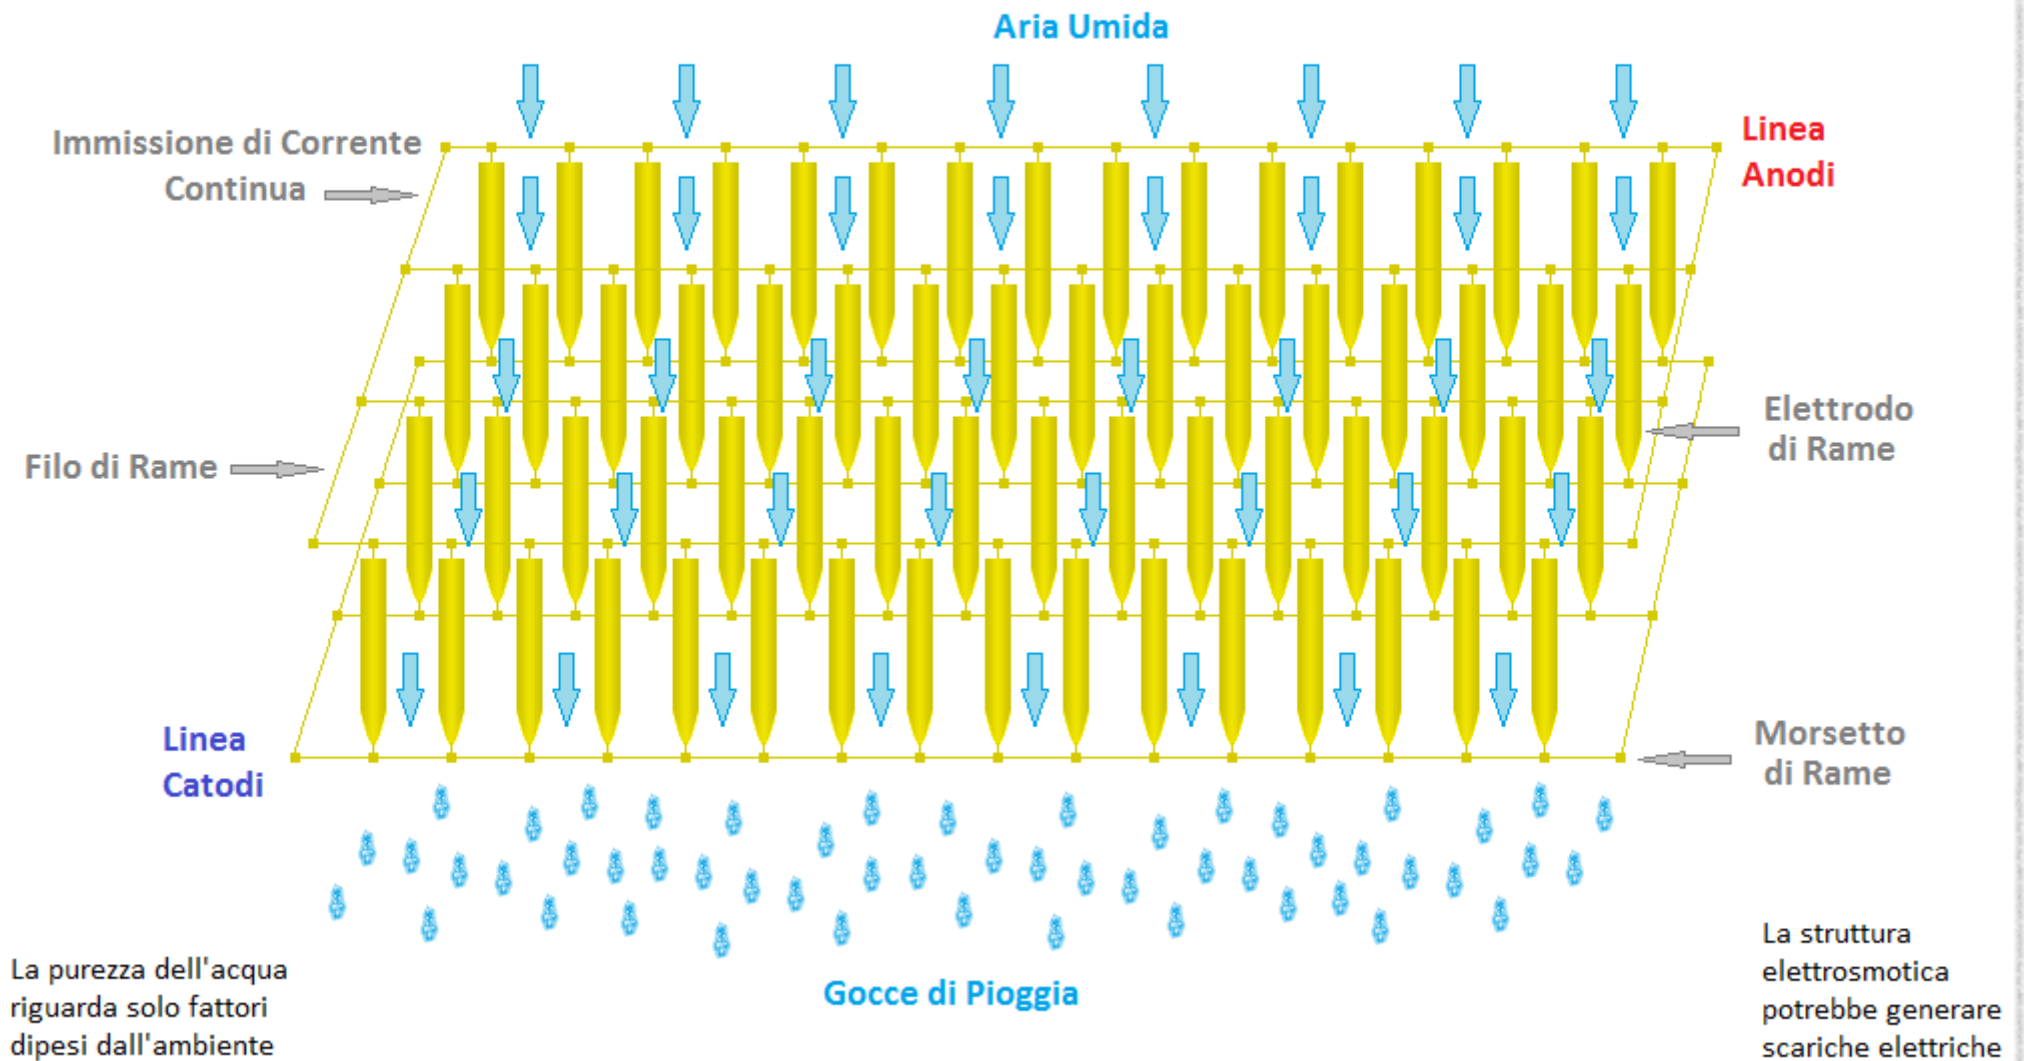 Aria Umida
Immissione di Corrente
Continua
Linea
Anodi
Filo di Rame
Elettrodo
di Rame
Linea
Catodi
Morsetto
di Rame
Gocce di Pioggia
La purezza dell'acqua
riguarda solo fattori
dipesi dall'ambiente
La struttura
elettrosmotica
potrebbe generare
scariche elettriche